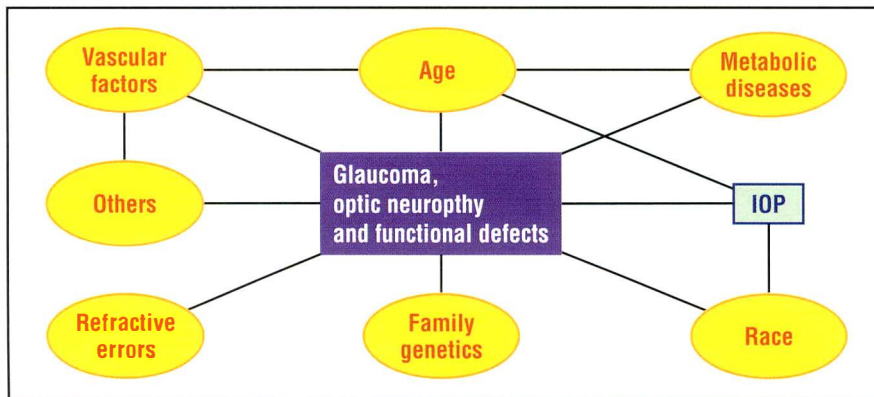 Vascular
factors
Age
Metabolic
diseases
Glaucoma,
optic neuropthy
and functional defects
Others
IOP
Refractive
errors
Family
genetics
Race